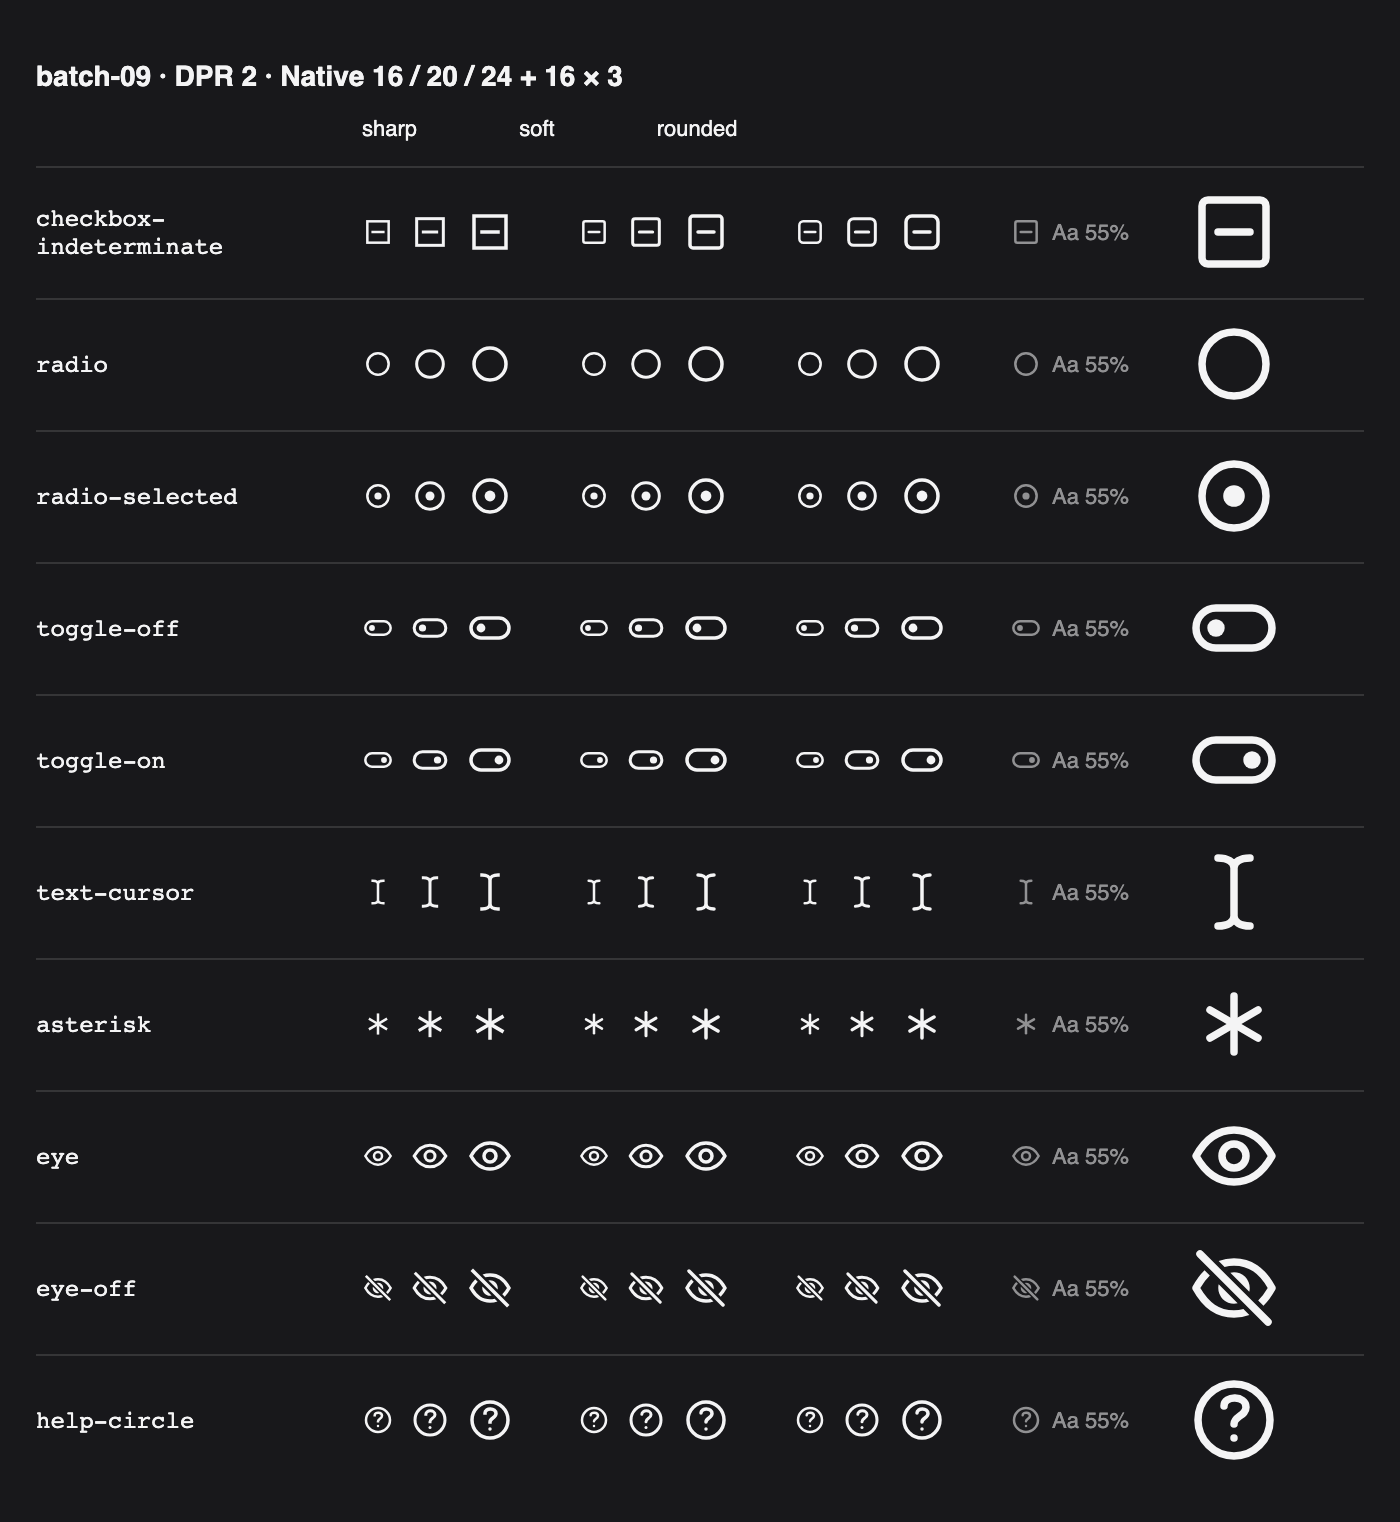 batch-09 · DPR 2 · Native 16 / 20 / 24 + 16 × 3
sharp soft rounded
checkbox-
indeterminate
Aa 55%
radio Aa 55%
radio-selected Aa 55%
toggle-off Aa 55%
toggle-on Aa 55%
text-cursor Aa 55%
asterisk Aa 55%
eye Aa 55%
eye-off Aa 55%
help-circle Aa 55%